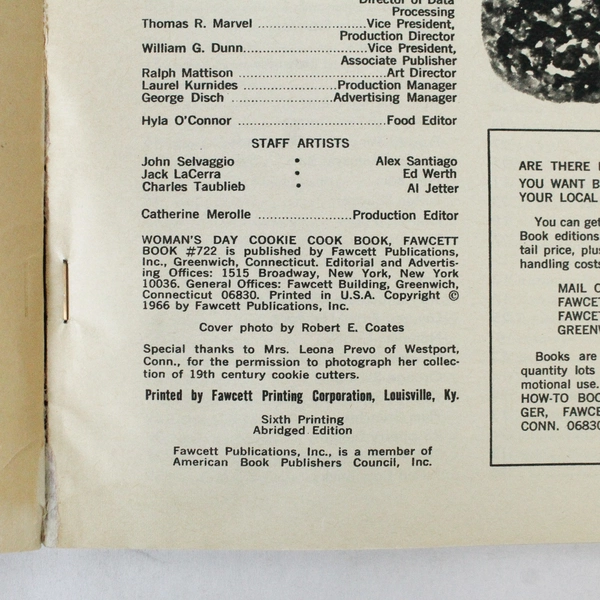 Director of Data
Processing
Thomas R. Marvel ........................Vice President,
Production Director
William G. Dunn...........................Vice President,
Associate Publisher
Ralph Mattison ................................Art Director
Laurel Kurnides .....................Production Manager
George Disch .......................Advertising Manager
Hyla O'Connor ................................Food Editor
STAFF ARTISTS
John Selvaggio • Alex Santiago
Jack LaCerra • Ed Werth
Charles Taublieb • Al Jetter
Catherine Merolle ....................Production Editor
WOMAN'S DAY COOKIE COOK BOOK, FAWCETT
BOOK #722 is published by Fawcett Publications,
Inc., Greenwich, Connecticut. Editorial and Advertis-
ing Offices: 1515 Broadway, New York, New York
10036. General Offices: Fawcett Building, Greenwich,
Connecticut 06830. Printed in U.S.A. Copyright ©
1966 by Fawcett Publications, Inc.
Cover photo by Robert E. Coates
Special thanks to Mrs. Leona Prevo of Westport,
Conn., for the permission to photograph her collec-
tion of 19th century cookie cutters.
Printed by Fawcett Printing Corporation, Louisville, Ky.
Sixth Printing
Abridged Edition
Fawcett Publications, Inc., is a member of
American Book Publishers Council, Inc.
ARE THERE
YOU WANT
YOUR LOCAL
You can get
Book editions
tail price, plus
handling costs
MAIL
FAWCE
FAWCE
GREEN
Books are
quantity lots
motional use.
HOW-TO BOO
GER, FAWCE
CONN. 06830